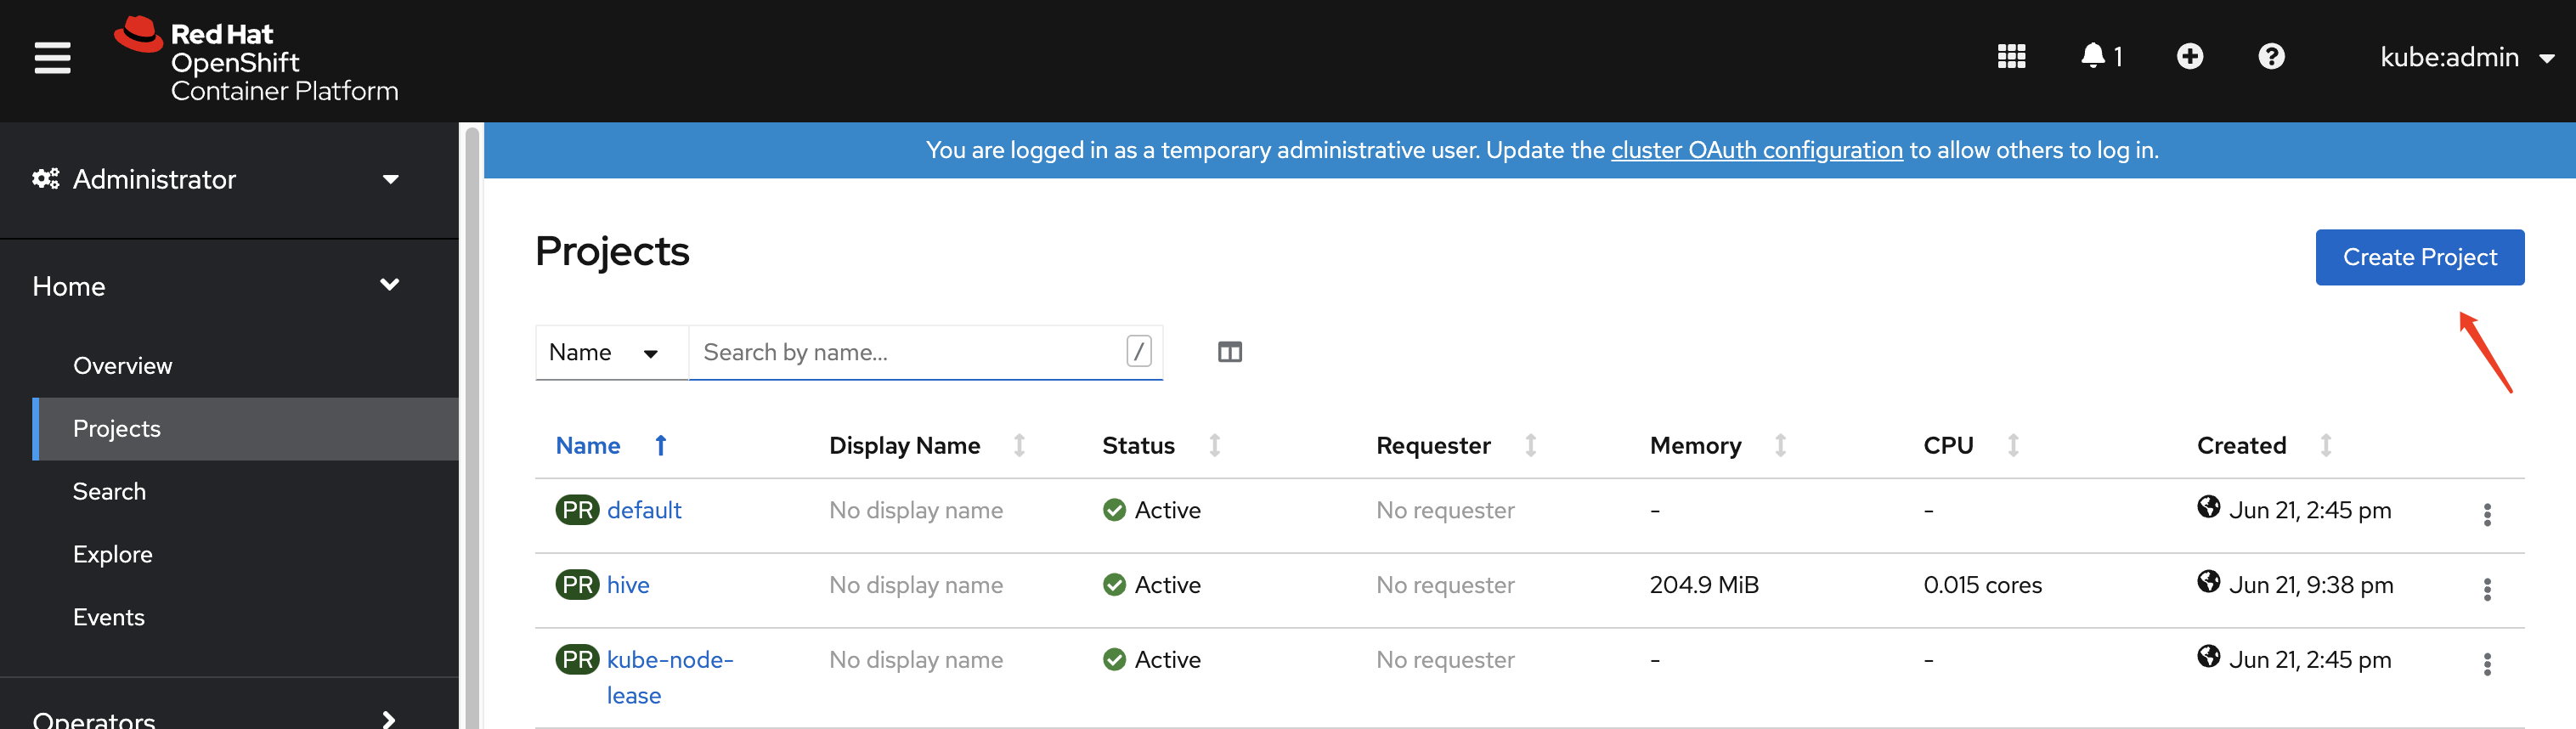 Red Hat
OpenShift
Container Platform
1
kube:admin
Administrator
You are logged in as a temporary administrative user. Update the cluster OAuth configuration to allow others to log in.
Home
Overview
Projects
Search
Explore
Events
Operators
Projects
Create Project
Name
Search by name...
/
Name Display Name Status Requester Memory CPU Created
PR default No display name Active No requester - - Jun 21, 2:45 pm
PR hive No display name Active No requester 204.9 MiB 0.015 cores Jun 21, 9:38 pm
PR kube-node- No display name Active No requester - - Jun 21, 2:45 pm
lease